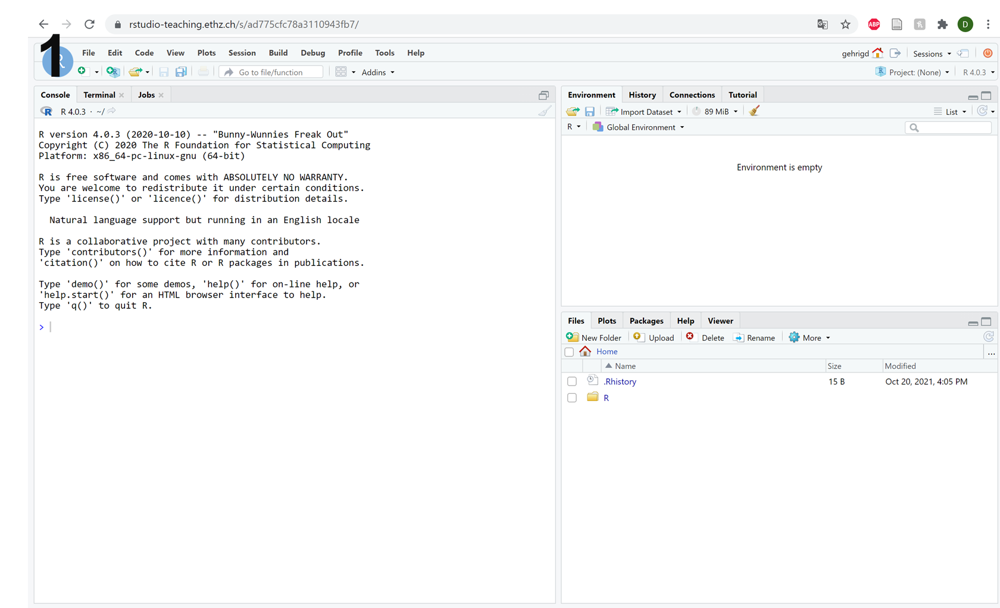 rstudio-teaching.ethz.ch/s/ad775cfc78a3110943fb7/
ABP
D
1
R
File Edit Code View Plots Session Build Debug Profile Tools Help
gehrigd Sessions
Go to file/function Addins
Project: (None) R 4.0.3
Console Terminal Jobs
R 4.0.3 · ~/
R version 4.0.3 (2020-10-10) -- "Bunny-Wunnies Freak Out"
Copyright (C) 2020 The R Foundation for Statistical Computing
Platform: x86_64-pc-linux-gnu (64-bit)
R is free software and comes with ABSOLUTELY NO WARRANTY.
You are welcome to redistribute it under certain conditions.
Type 'license()' or 'licence()' for distribution details.
Natural language support but running in an English locale
R is a collaborative project with many contributors.
Type 'contributors()' for more information and
'citation()' on how to cite R or R packages in publications.
Type 'demo()' for some demos, 'help()' for on-line help, or
'help.start()' for an HTML browser interface to help.
Type 'q()' to quit R.
>
Environment History Connections Tutorial
Import Dataset 89 MiB List
R Global Environment
Environment is empty
Files Plots Packages Help Viewer
New Folder Upload Delete Rename More
Home ...
Name Size Modified
.Rhistory 15 B Oct 20, 2021, 4:05 PM
R